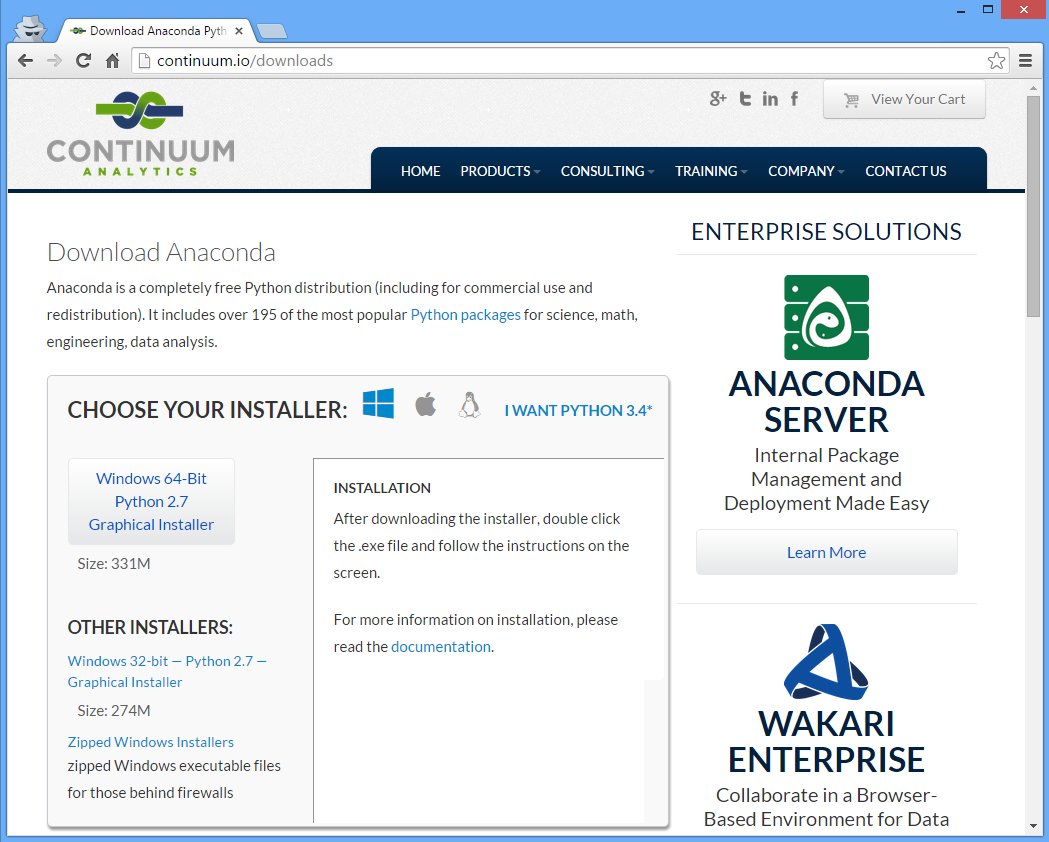 Download Anaconda Pyth
continuum.io/downloads
CONTINUUM
ANALYTICS
View Your Cart
HOME PRODUCTS CONSULTING TRAINING COMPANY CONTACT US
Download Anaconda
Anaconda is a completely free Python distribution (including for commercial use and
redistribution). It includes over 195 of the most popular Python packages for science, math,
engineering, data analysis.
CHOOSE YOUR INSTALLER:
I WANT PYTHON 3.4*
Windows 64-Bit
Python 2.7
Graphical Installer
Size: 331M
OTHER INSTALLERS:
Windows 32-bit — Python 2.7 —
Graphical Installer
Size: 274M
Zipped Windows Installers
zipped Windows executable files
for those behind firewalls
INSTALLATION
After downloading the installer, double click
the .exe file and follow the instructions on the
screen.
For more information on installation, please
read the documentation.
ENTERPRISE SOLUTIONS
ANACONDA
SERVER
Internal Package
Management and
Deployment Made Easy
Learn More
WAKARI
ENTERPRISE
Collaborate in a Browser-
Based Environment for Data